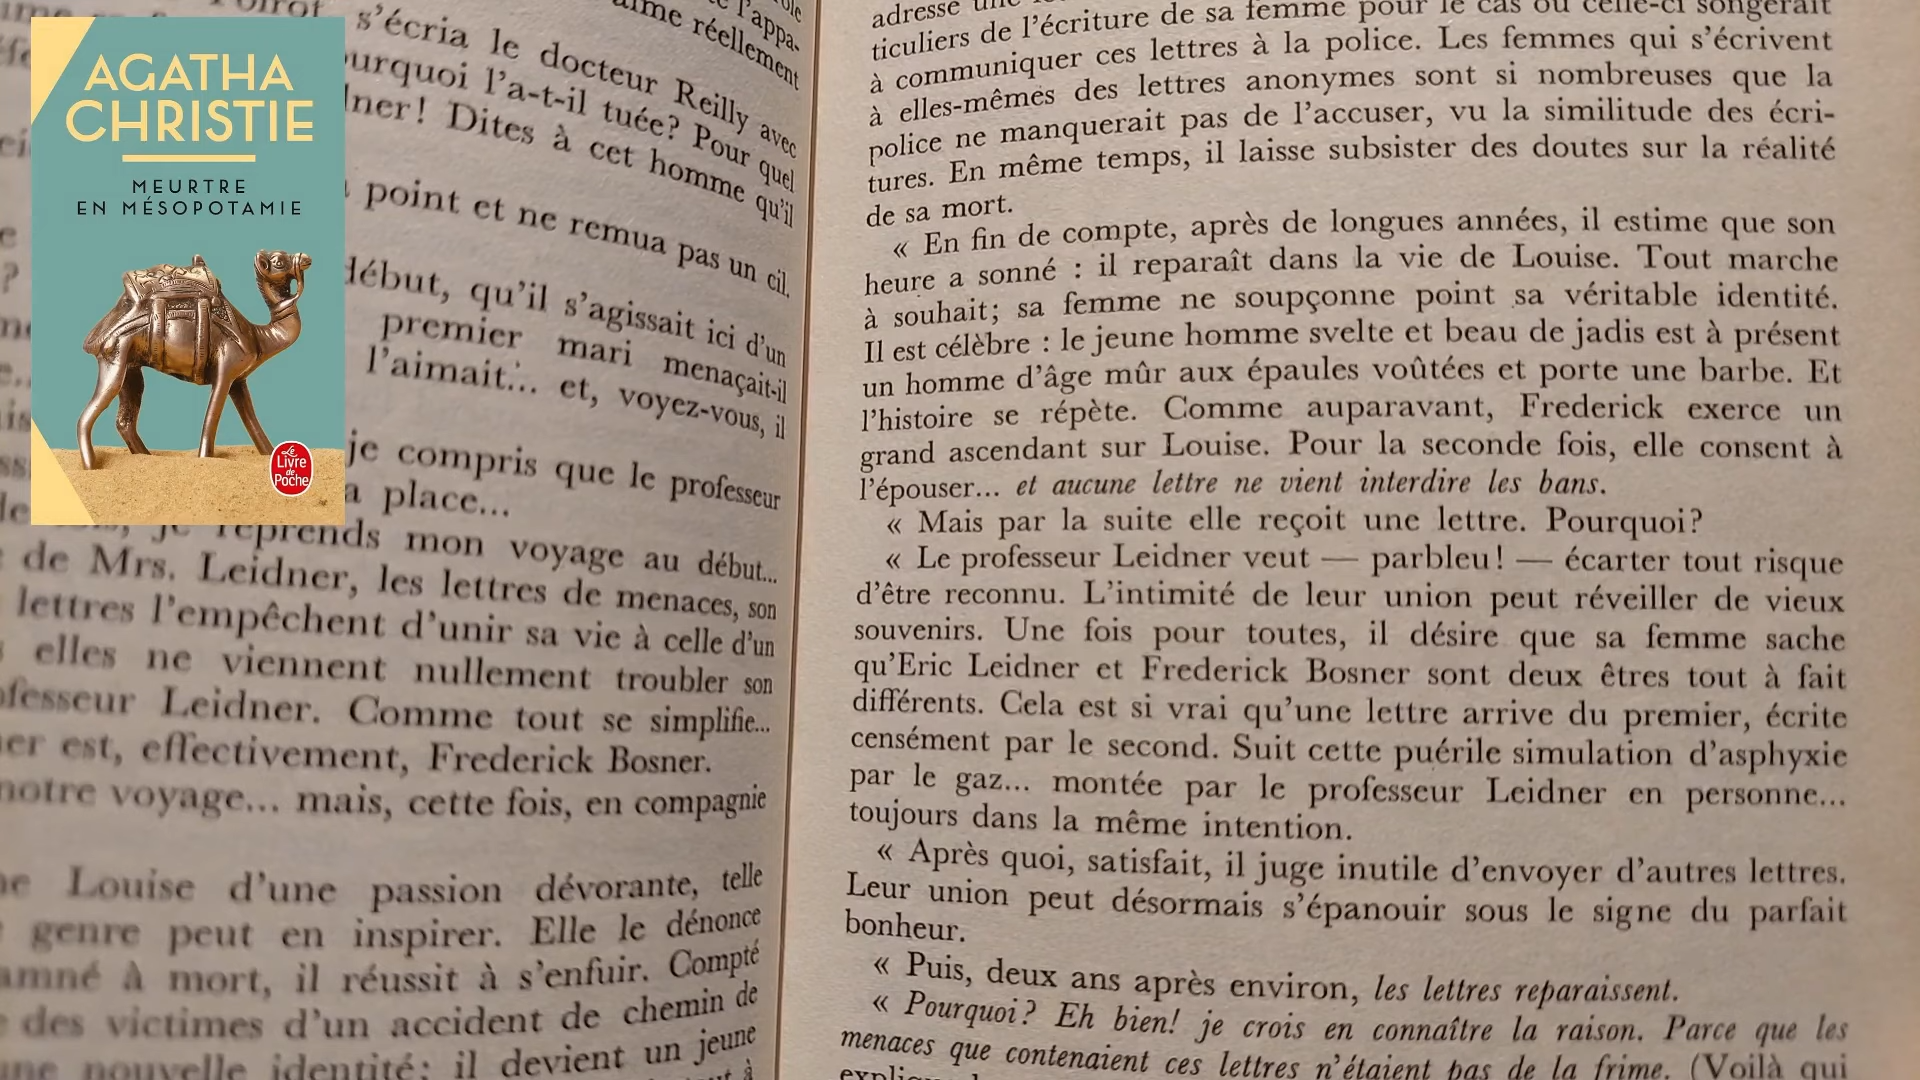 AGATHA
CHRISTIE
MEURTRE
EN MÉSOPOTAMIE
Le
Livre
de
Poche
l'appa-
réellement
s'écria le docteur Reilly avec
l'a-t-il tuée? Pour quel
! Dites à cet homme qu'il
point et ne remua pas un cil.
début, qu'il s'agissait ici d'un
premier mari menaçait-il
l'aimait... et, voyez-vous, il
je compris que le professeur
place...
je reprends mon voyage au début...
de Mrs. Leidner, les lettres de menaces, son
lettres l'empêchent d'unir sa vie à celle d'un
elles ne viennent nullement troubler son
Leidner. Comme tout se simplifie...
est, effectivement, Frederick Bosner.
notre voyage... mais, cette fois, en compagnie
Louise d'une passion dévorante, telle
genre peut en inspirer. Elle le dénonce
à mort, il réussit à s'enfuir. Compté
des victimes d'un accident de chemin de
nouvelle identité; il devient un jeune
à
adresse
ticuliers de l'écriture de sa femme pour le cas où celle-ci songerait
à communiquer ces lettres à la police. Les femmes qui s'écrivent
à elles-mêmes des lettres anonymes sont si nombreuses que la
police ne manquerait pas de l'accuser, vu la similitude des écri-
tures. En même temps, il laisse subsister des doutes sur la réalité
de sa mort.
« En fin de compte, après de longues années, il estime que son
heure a sonné : il reparaît dans la vie de Louise. Tout marche
à souhait; sa femme ne soupçonne point sa véritable identité.
Il est célèbre : le jeune homme svelte et beau de jadis est à présent
un homme d'âge mûr aux épaules voûtées et porte une barbe. Et
l'histoire se répète. Comme auparavant, Frederick exerce un
grand ascendant sur Louise. Pour la seconde fois, elle consent à
l'épouser... et aucune lettre ne vient interdire les bans.
« Mais par la suite elle reçoit une lettre. Pourquoi?
« Le professeur Leidner veut — parbleu! — écarter tout risque
d'être reconnu. L'intimité de leur union peut réveiller de vieux
souvenirs. Une fois pour toutes, il désire que sa femme sache
qu'Eric Leidner et Frederick Bosner sont deux êtres tout à fait
différents. Cela est si vrai qu'une lettre arrive du premier, écrite
censément par le second. Suit cette puérile simulation d'asphyxie
par le gaz... montée par le professeur Leidner en personne...
toujours dans la même intention.
« Après quoi, satisfait, il juge inutile d'envoyer d'autres lettres.
Leur union peut désormais s'épanouir sous le signe du parfait
bonheur.
« Puis, deux ans après environ, les lettres reparaissent.
« Pourquoi? Eh bien! je crois en connaître la raison. Parce que les
menaces que contenaient ces lettres n'étaient pas de la frime. (Voilà qui